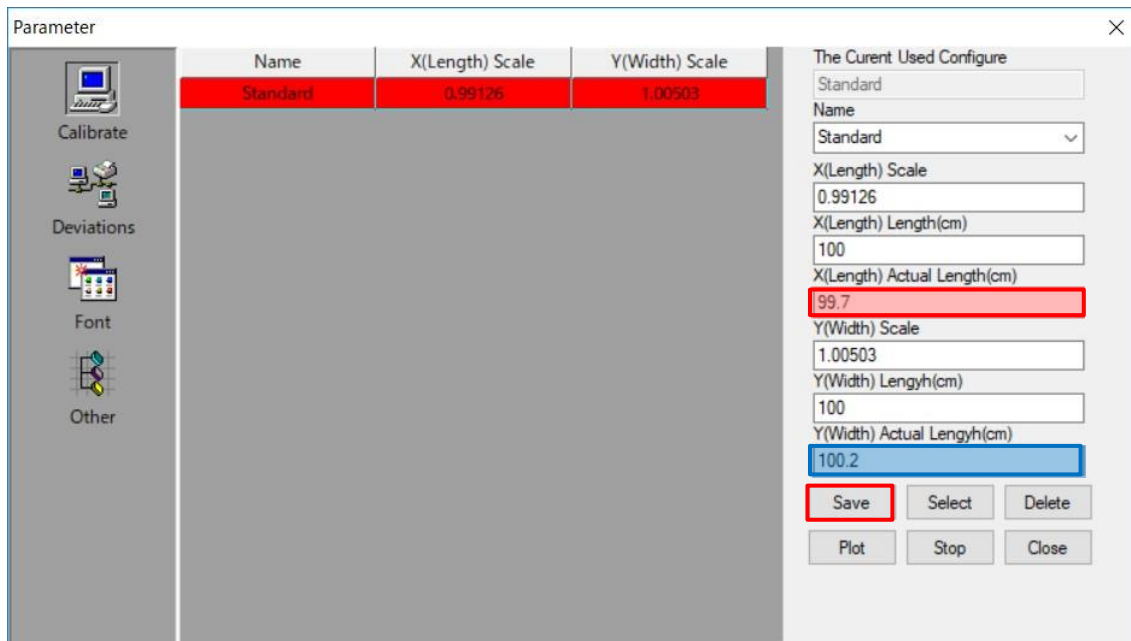 Parameter
Calibrate
Deviations
Font
Other
Name X(Length) Scale Y(Width) Scale
Standard 0.99126 1.00503
The Curent Used Configure
Standard
Name
Standard
X(Length) Scale
0.99126
X(Length) Length(cm)
100
X(Length) Actual Length(cm)
99.7
Y(Width) Scale
1.00503
Y(Width) Lengyh(cm)
100
Y(Width) Actual Lengyh(cm)
100.2
Save Select Delete
Plot Stop Close